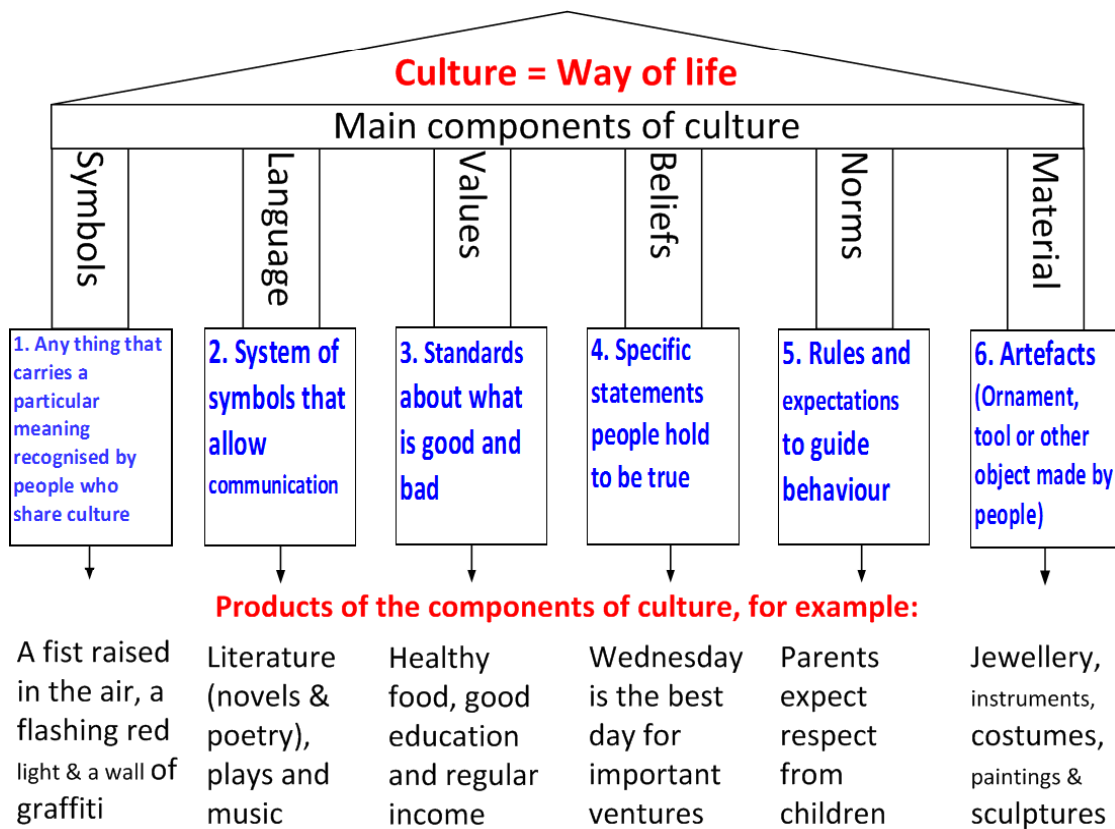 Culture = Way of life
Main components of culture
Symbols
Language
Values
Beliefs
Norms
Material
1. Any thing that
carries a
particular
meaning
recognised by
people who
share culture
2. System of
symbols that
allow
communication
3. Standards
about what
is good and
bad
4. Specific
statements
people hold
to be true
5. Rules and
expectations
to guide
behaviour
6. Artefacts
(Ornament,
tool or other
object made by
people)
Products of the components of culture, for example:
A fist raised
in the air, a
flashing red
light & a wall of
graffiti
Literature
(novels &
poetry),
plays and
music
Healthy
food, good
education
and regular
income
Wednesday
is the best
day for
important
ventures
Parents
expect
respect
from
children
Jewellery,
instruments,
costumes,
paintings &
sculptures